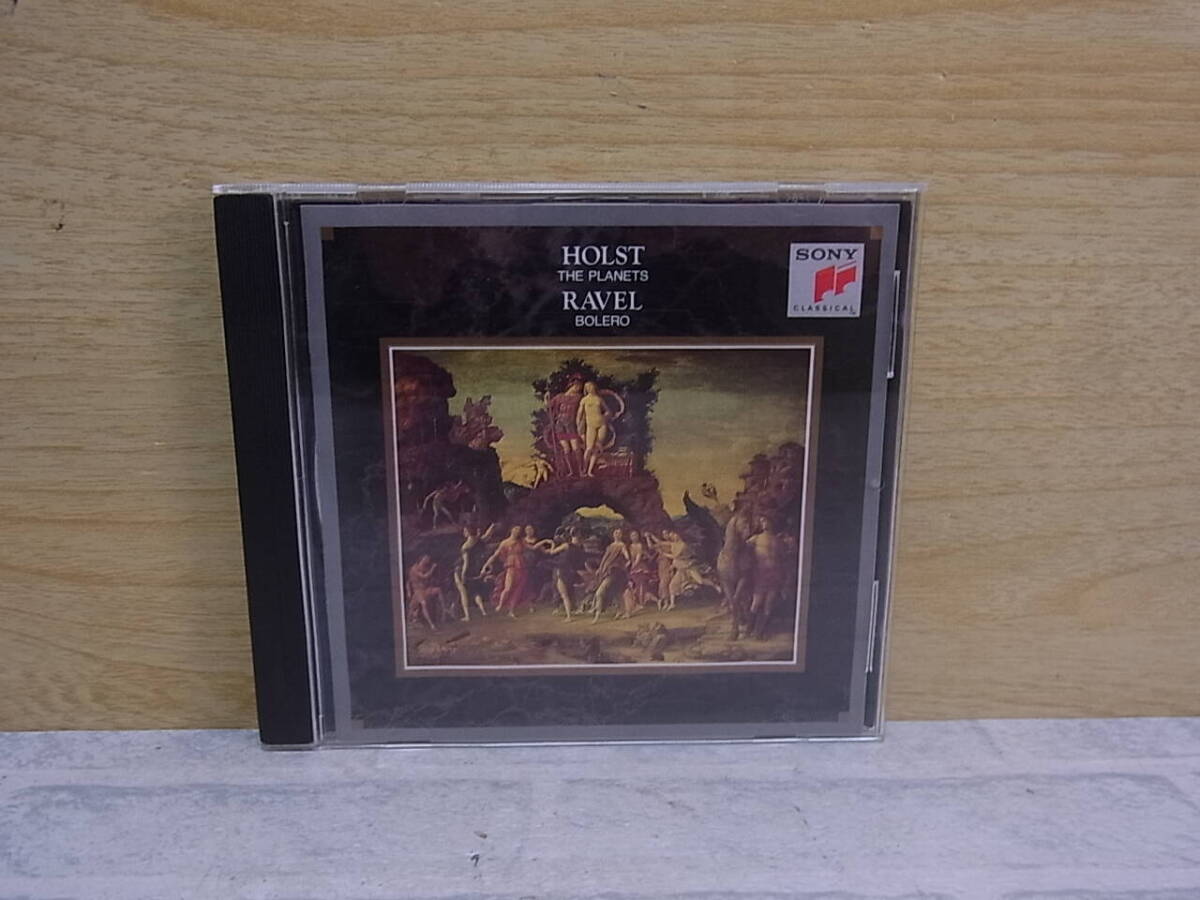 HOLST
THE PLANETS
RAVEL
BOLERO
SONY
CLASSICAL